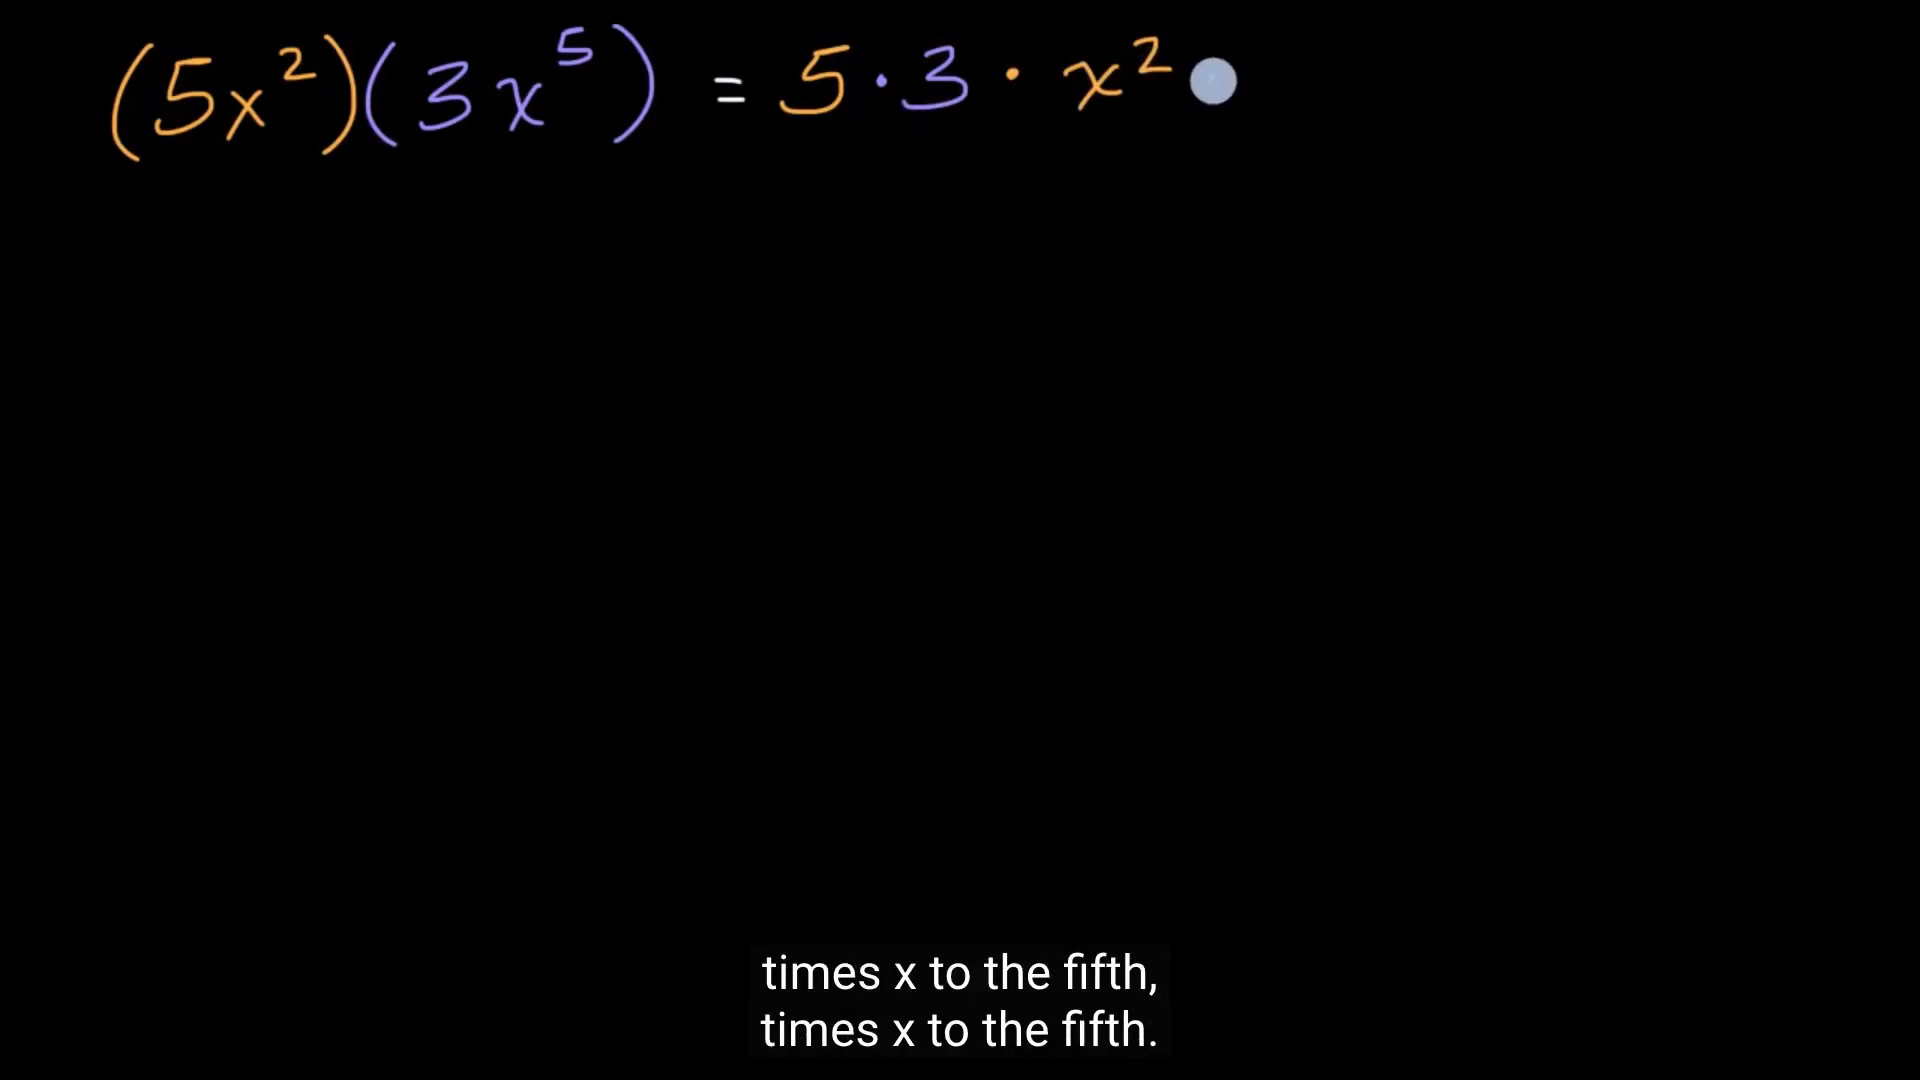 (5x²)(3x⁵) = 5·3·x²·
times x to the fifth,
times x to the fifth.